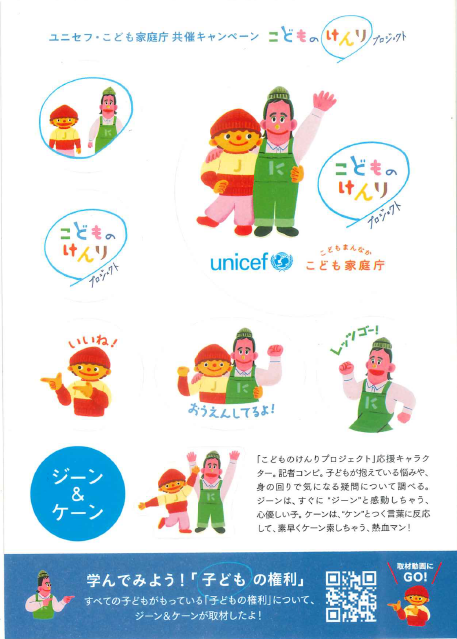 ユニセフ・こども家庭庁 共催キャンペーン こどものけんりプロジェクト
J K
こどもの
けんり
プロジェクト
こどもの
けんり
プロジェクト
unicef
こどもまんなか
こども家庭庁
いいね!
J K
おうえんしてるよ!
レッツゴー!
K
ジーン
&
ケーン
「こどものけんりプロジェクト」応援キャラク
ター。記者コンビ。子どもが抱えている悩みや、
身の回りで気になる疑問について調べる。
ジーンは、すぐに “ジーン”と感動しちゃう、
心優しい子。ケーンは、“ケン”とつく言葉に反応
して、素早くケーン索しちゃう、熱血マン!
学んでみよう!「子ども の権利」
すべての子どもがもっている「子どもの権利」について、
ジーン&ケーンが取材したよ!
取材動画に
GO!